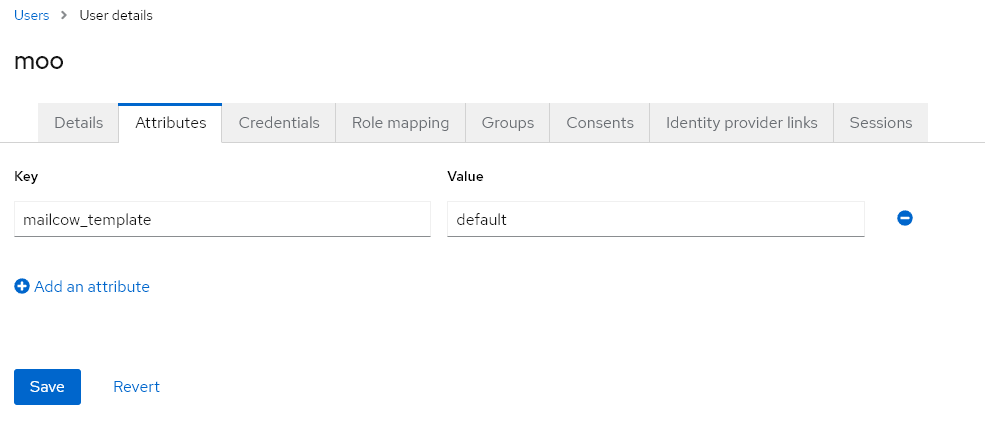 Users > User details
moo
Details Attributes Credentials Role mapping Groups Consents Identity provider links Sessions
Key Value
mailcow_template default
Add an attribute
Save Revert